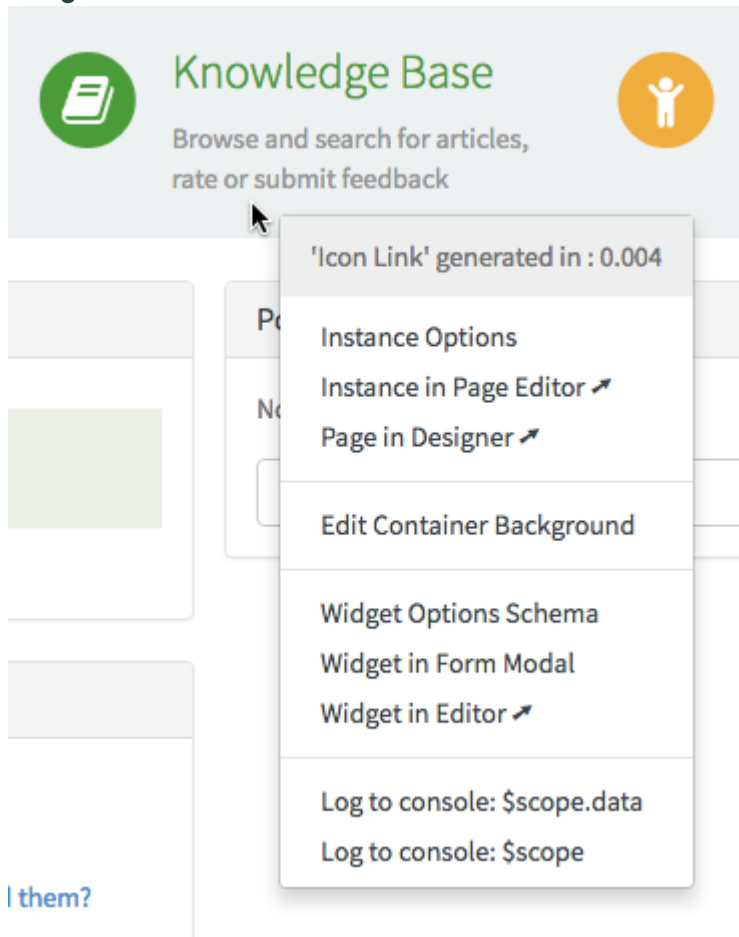 Knowledge Base
Browse and search for articles,
rate or submit feedback
'Icon Link' generated in : 0.004
Instance Options
Instance in Page Editor ➚
Page in Designer ➚
Edit Container Background
Widget Options Schema
Widget in Form Modal
Widget in Editor ➚
Log to console: $scope.data
Log to console: $scope
them?